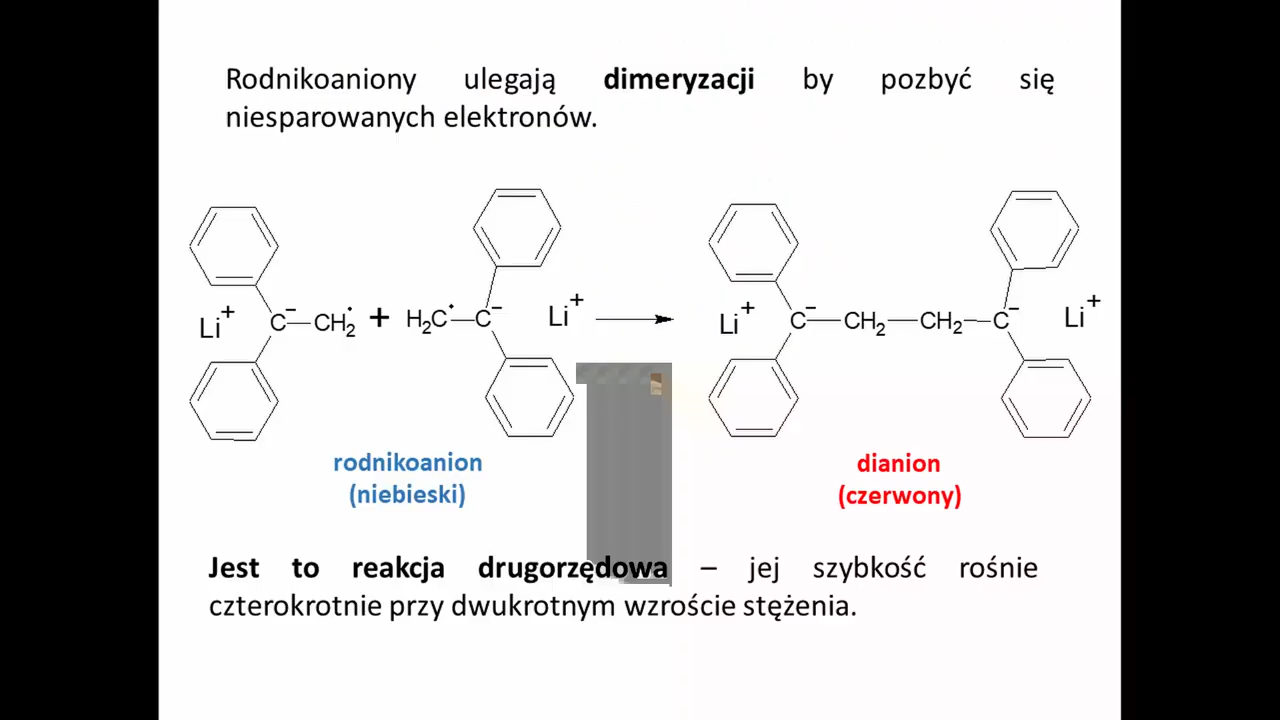 Rodnikoaniony ulegają dimeryzacji by pozbyć się
niesparowanych elektronów.
Li+ C− CH2• + H2C• C− Li+ Li+ C− CH2 CH2 C− Li+
rodnikoanion
(niebieski)
dianion
(czerwony)
Jest to reakcja drugorzędowa – jej szybkość rośnie
czterokrotnie przy dwukrotnym wzroście stężenia.